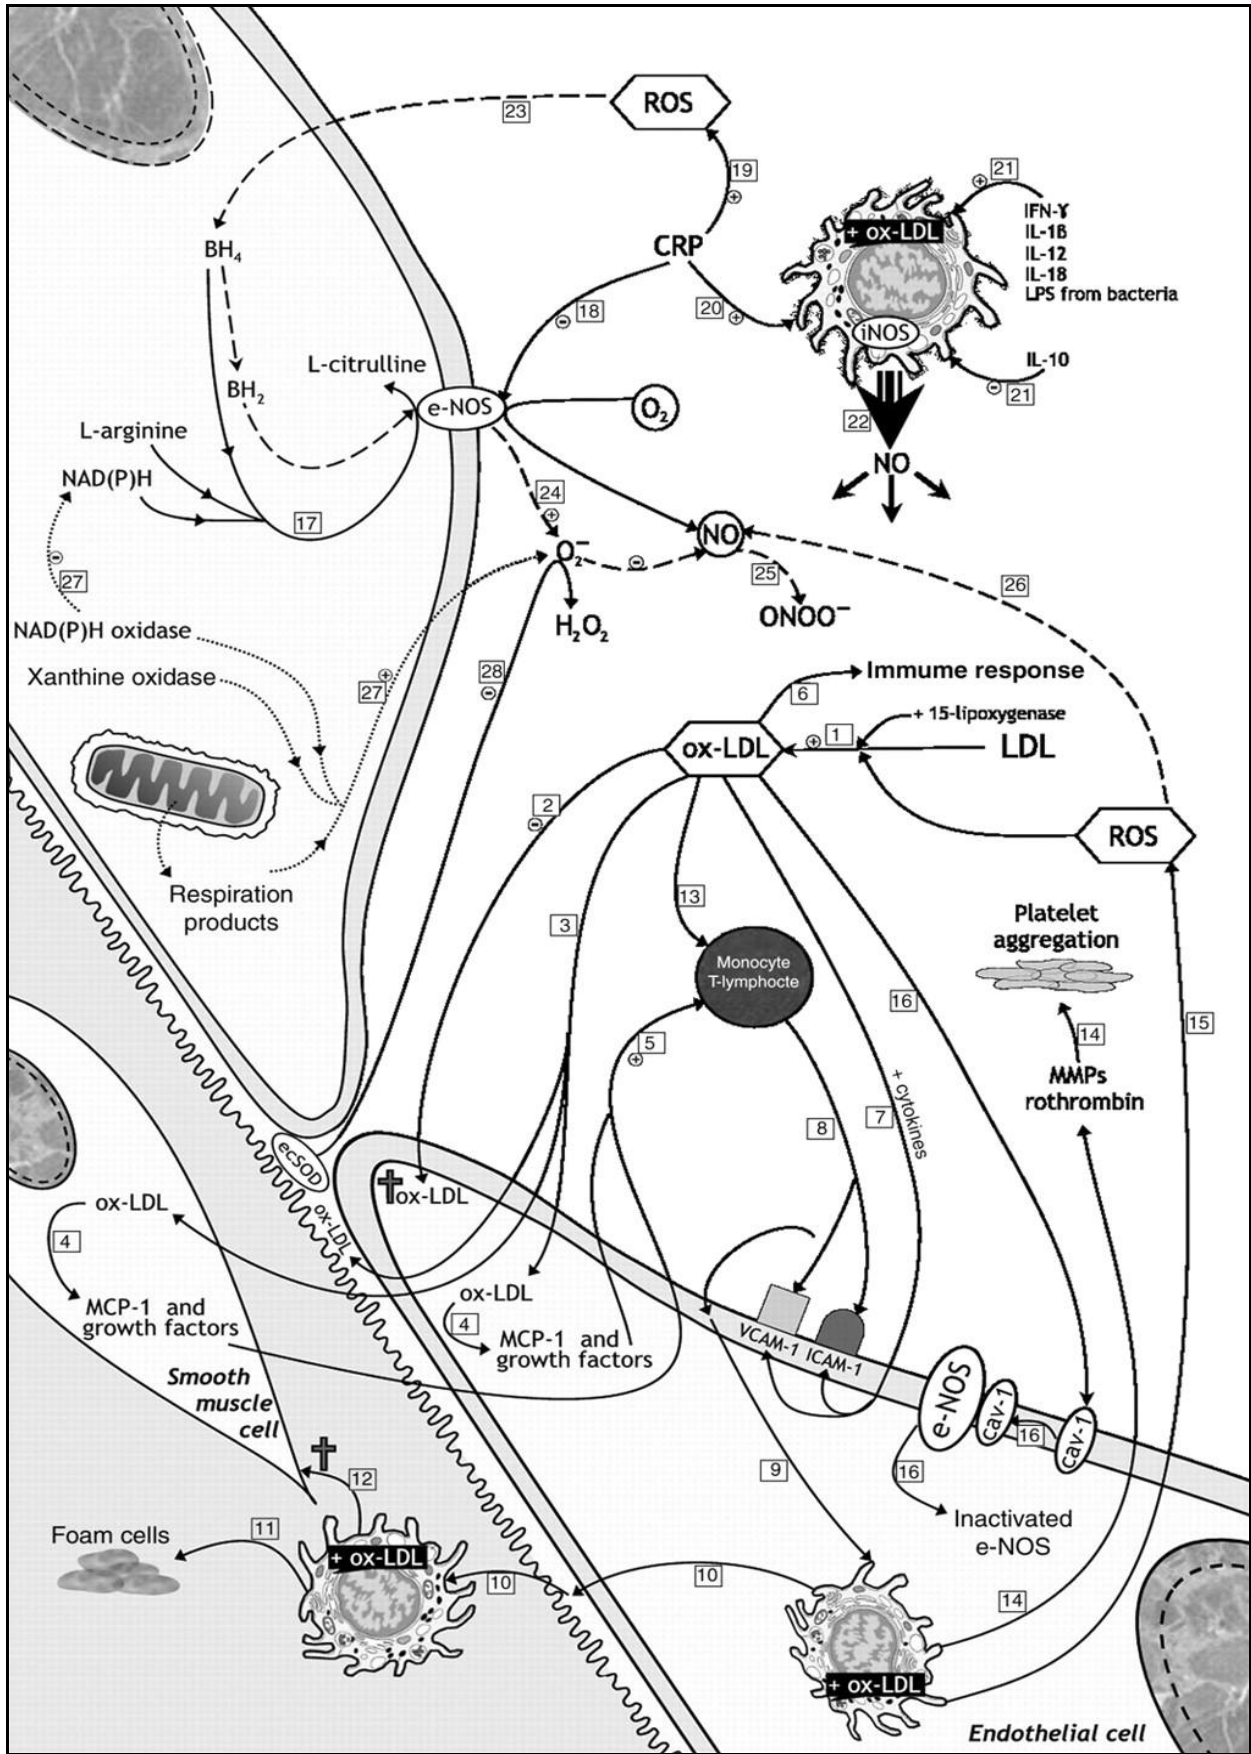 ROS
23
19
+
21
+
IFN-ɣ
IL-1ß
IL-12
IL-18
LPS from bacteria
+ ox-LDL
CRP
BH4
18
-
20
+
iNOS
IL-10
21
-
L-citrulline
BH2
e-NOS
O2
22
L-arginine
NAD(P)H
NO
24
+
17
NO
O2−
-
25
26
27
-
ONOO−
H2O2
NAD(P)H oxidase
Xanthine oxidase
27
+
28
-
Immume response
6
+ 15-lipoxygenase
ox-LDL
+
1
LDL
2
-
ROS
Respiration
products
13
3
Platelet
aggregation
Monocyte
T-lymphocte
16
15
14
5
+
MMPs
rothrombin
+ cytokines
7
8
ecSOD
ox-LDL
ox-LDL
ox-LDL
4
ox-LDL
MCP-1 and
growth factors
4
MCP-1 and
growth factors
VCAM-1
ICAM-1
Smooth
muscle
cell
e-NOS
cav-1
16
cav-1
9
16
12
Inactivated
e-NOS
Foam cells
11
+ ox-LDL
10
10
14
+ ox-LDL
Endothelial cell